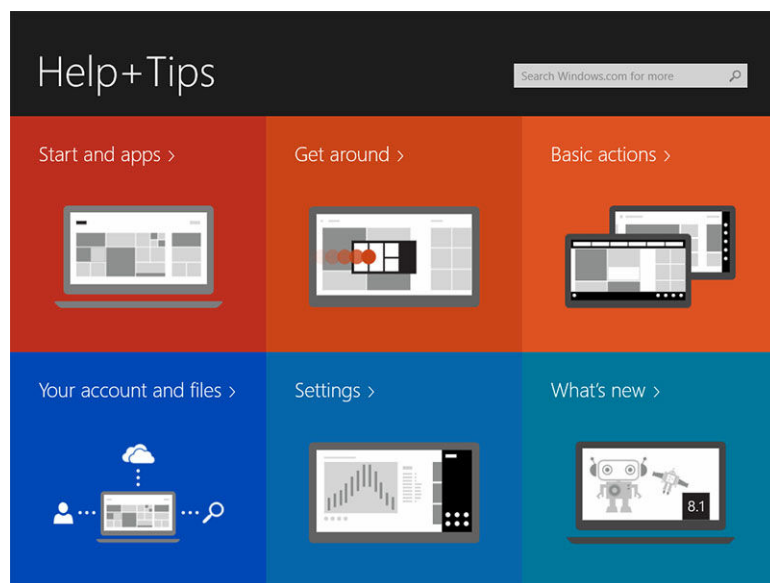 Help+Tips
Search Windows.com for more
Start and apps >
Get around >
Basic actions >
Your account and files >
Settings >
What's new >
8.1